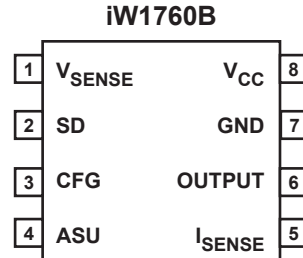 iW1760B
1 VSENSE VCC 8
2 SD GND 7
3 CFG OUTPUT 6
4 ASU ISENSE 5